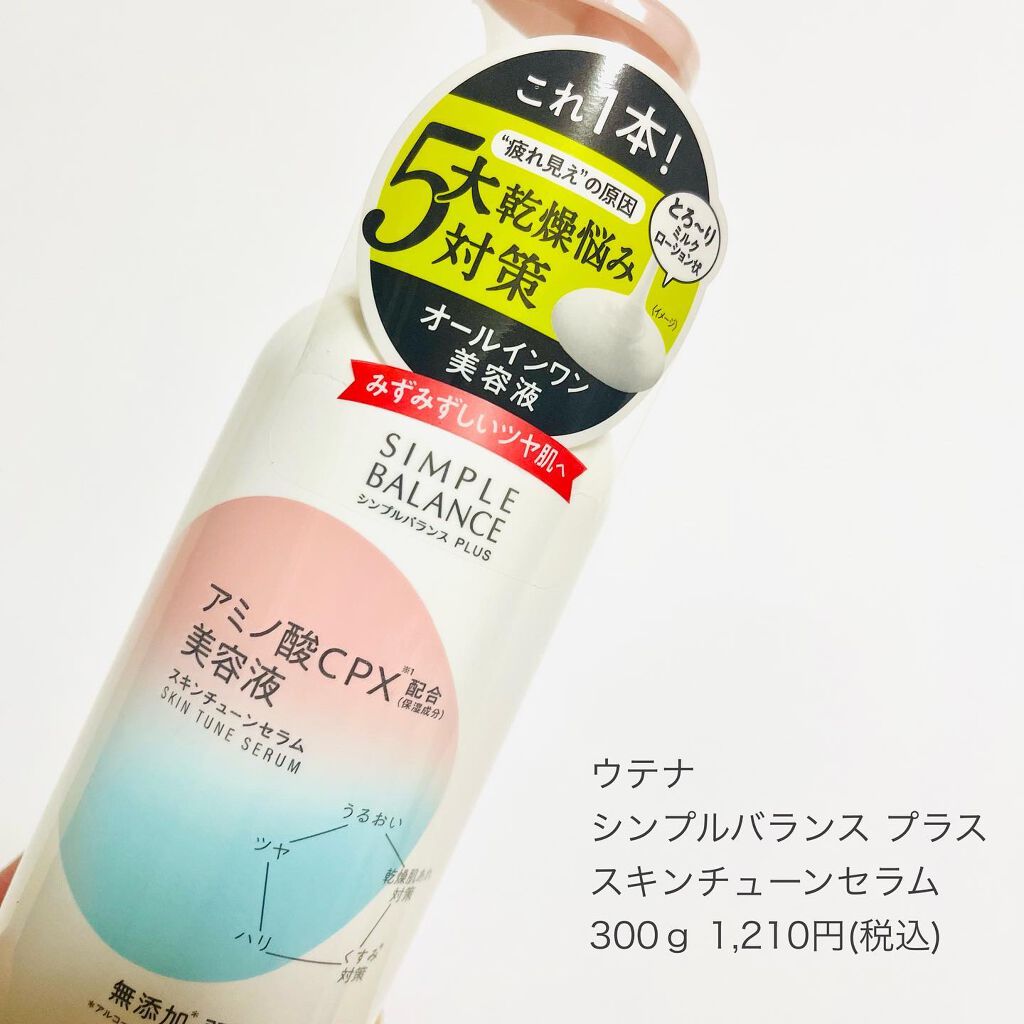 これ1本!
"疲れ見え"の原因
5大乾燥悩み
対策
とろ〜り
ミルク
ローション状
(イメージ)
オールインワン
美容液
みずみずしいツヤ肌へ
SIMPLE
BALANCE
シンプルバランス PLUS
アミノ酸CPX※1配合
(保湿成分)
美容液
スキンチューンセラム
SKIN TUNE SERUM
うるおい
ツヤ
乾燥肌あれ
対策
ハリ
くすみ*
対策
無添加*
ウテナ
シンプルバランス プラス
スキンチューンセラム
300g 1,210円(税込)